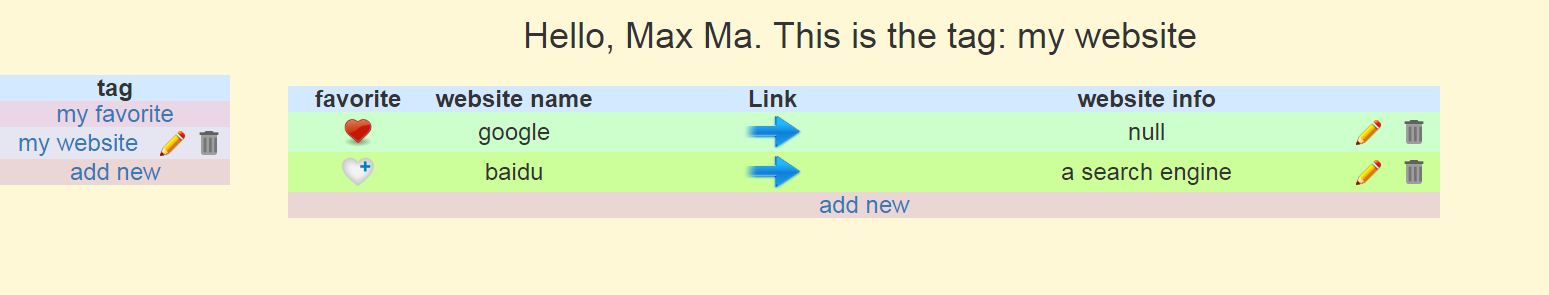 Hello, Max Ma. This is the tag: my website
tag
my favorite
my website
add new
favorite website name Link website info
google null
baidu a search engine
add new